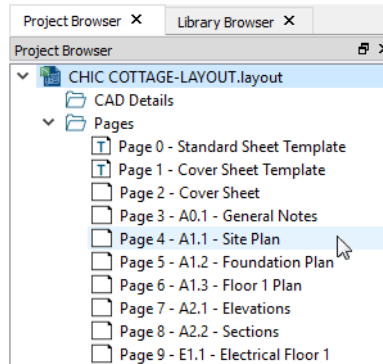 Project Browser × Library Browser ×
Project Browser
CHIC COTTAGE-LAYOUT.layout
CAD Details
Pages
T Page 0 - Standard Sheet Template
T Page 1 - Cover Sheet Template
Page 2 - Cover Sheet
Page 3 - A0.1 - General Notes
Page 4 - A1.1 - Site Plan
Page 5 - A1.2 - Foundation Plan
Page 6 - A1.3 - Floor 1 Plan
Page 7 - A2.1 - Elevations
Page 8 - A2.2 - Sections
Page 9 - E1.1 - Electrical Floor 1